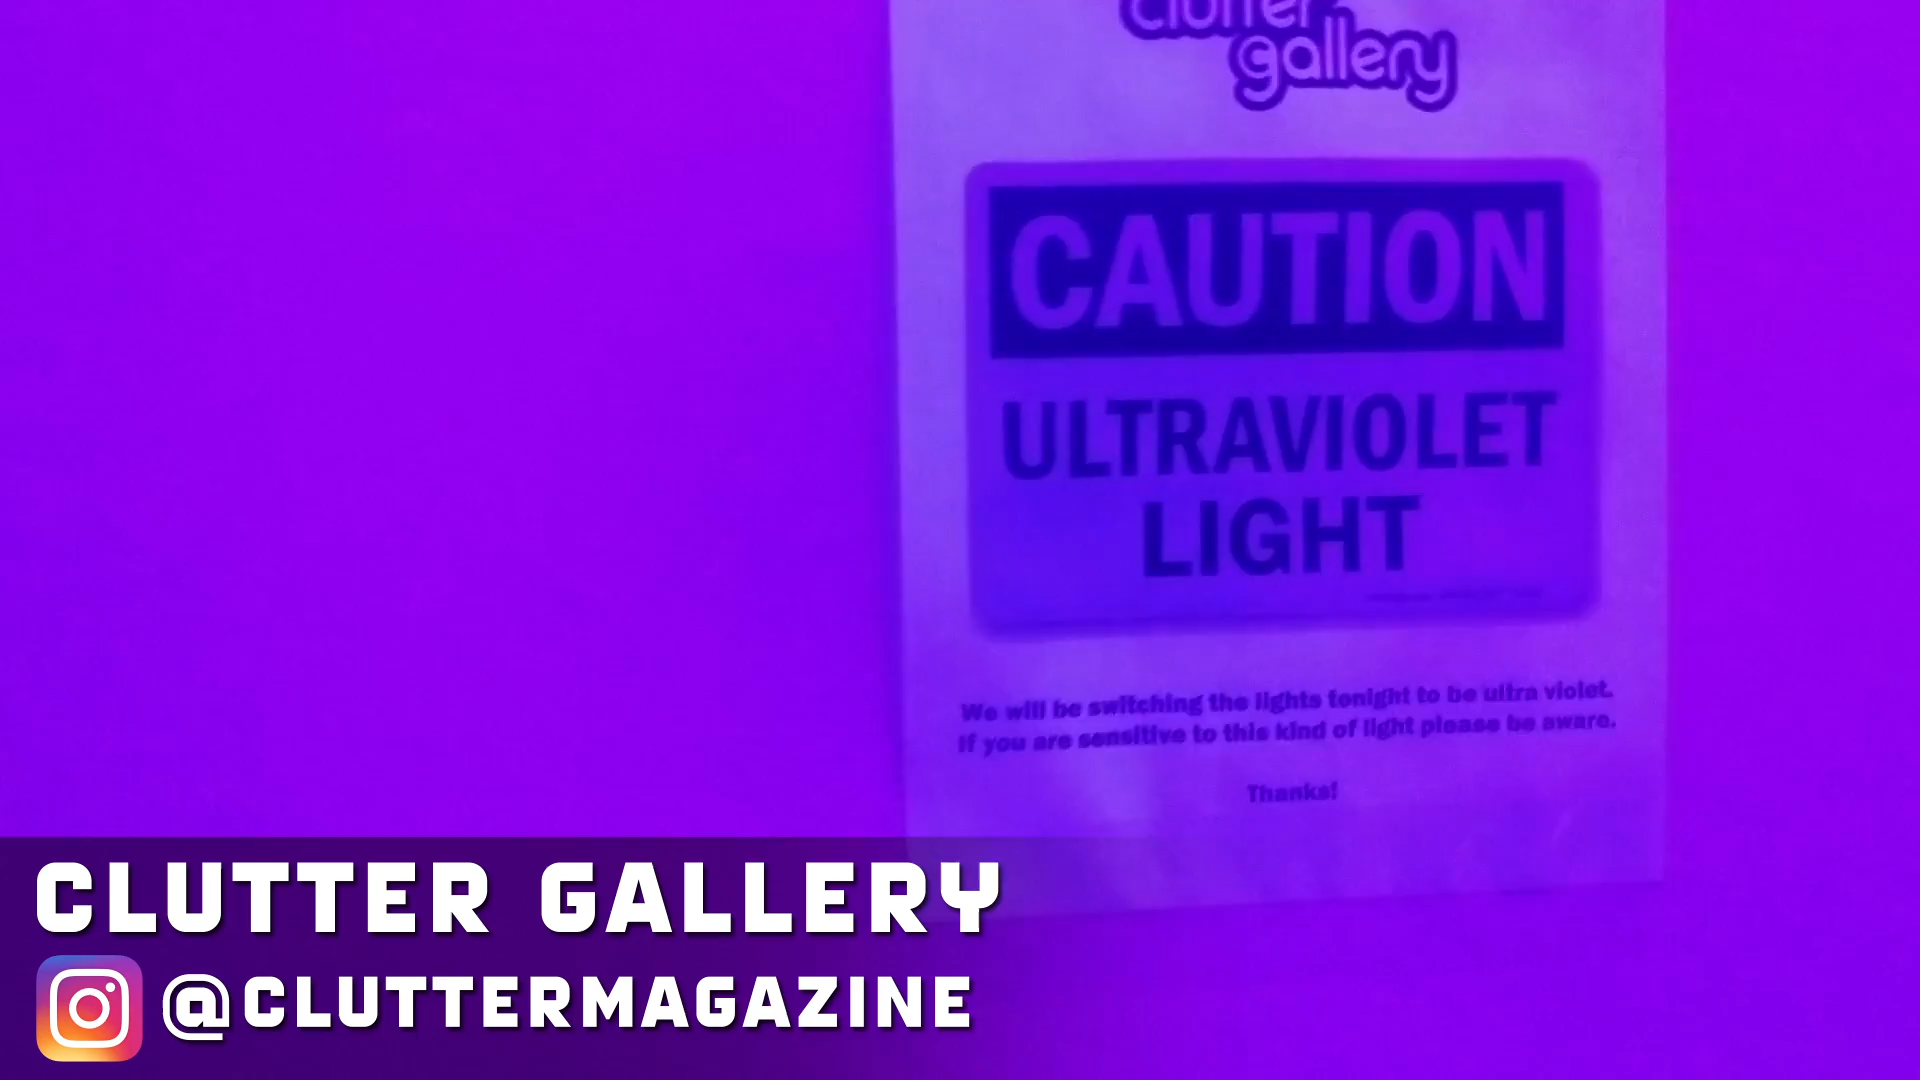 clutter
gallery
CAUTION
ULTRAVIOLET
LIGHT
We will be switching the lights tonight to be ultra violet.
If you are sensitive to this kind of light please be aware.
Thanks!
CLUTTER GALLERY
@CLUTTERMAGAZINE